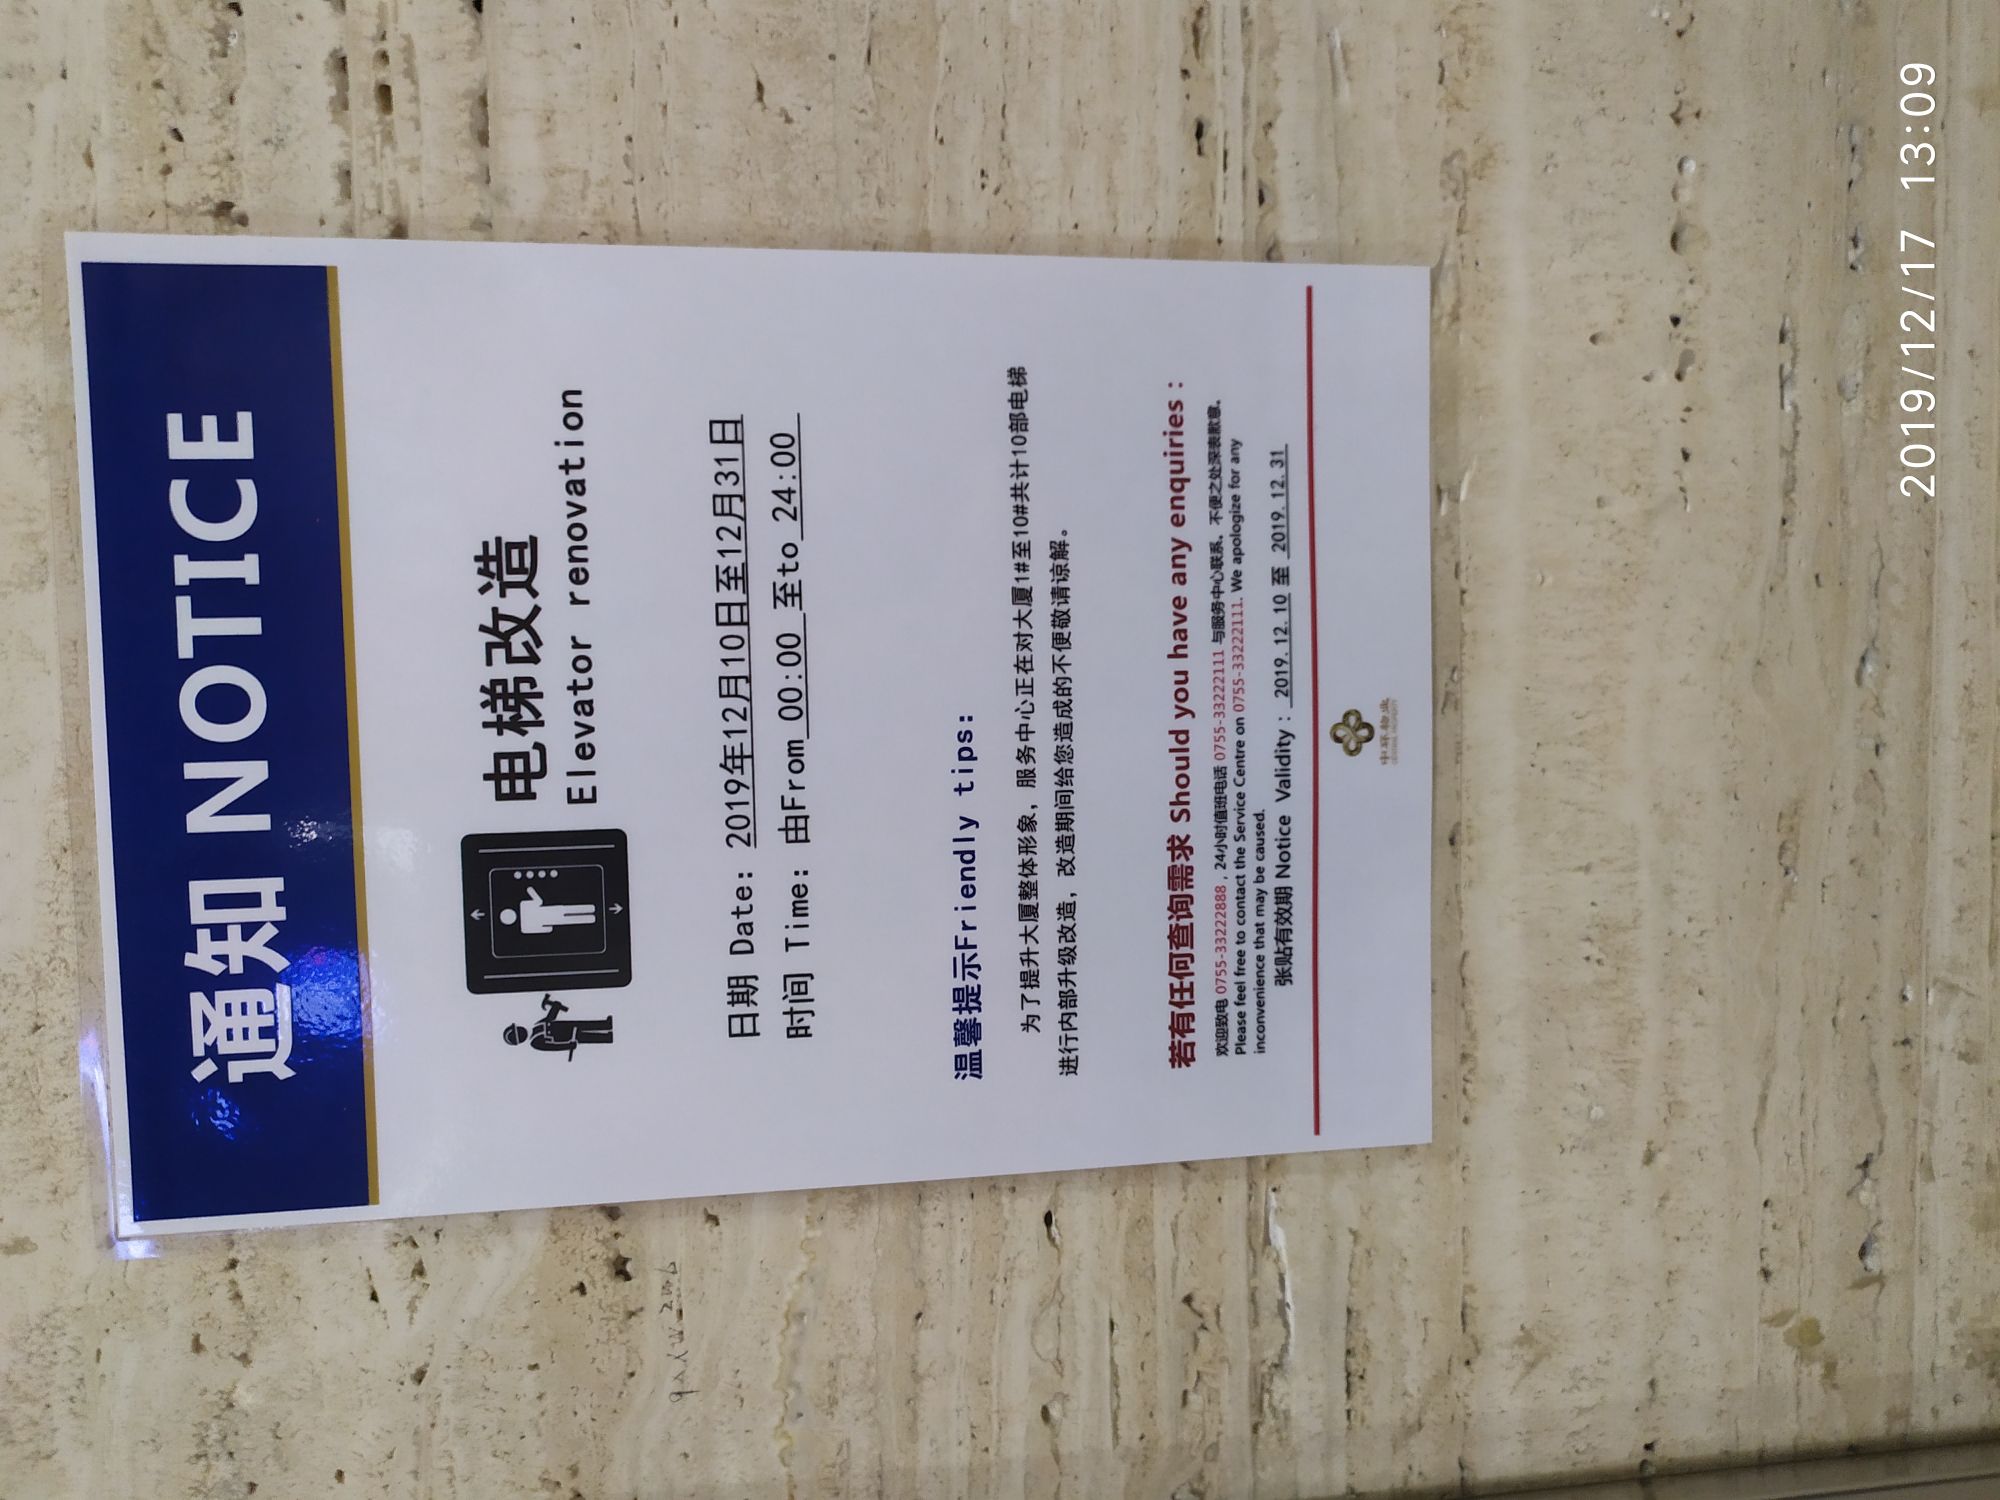 通知 NOTICE
电梯改造
Elevator renovation
日期 Date: 2019年12月10日至12月31日
时间 Time: 由From 00:00 至to 24:00
温馨提示Friendly tips:
为了提升大厦整体形象，服务中心正在对大厦1#至10#共计10部电梯
进行内部升级改造，改造期间给您造成的不便敬请谅解。
若有任何查询需求 Should you have any enquiries：
欢迎致电 0755-33222888，24小时值班电话 0755-33222111 与服务中心联系，不便之处深表歉意。
Please feel free to contact the Service Centre on 0755-33222111. We apologize for any
inconvenience that may be caused.
张贴有效期 Notice Validity： 2019.12.10 至 2019.12.31
中环物业
2019/12/17 13:09